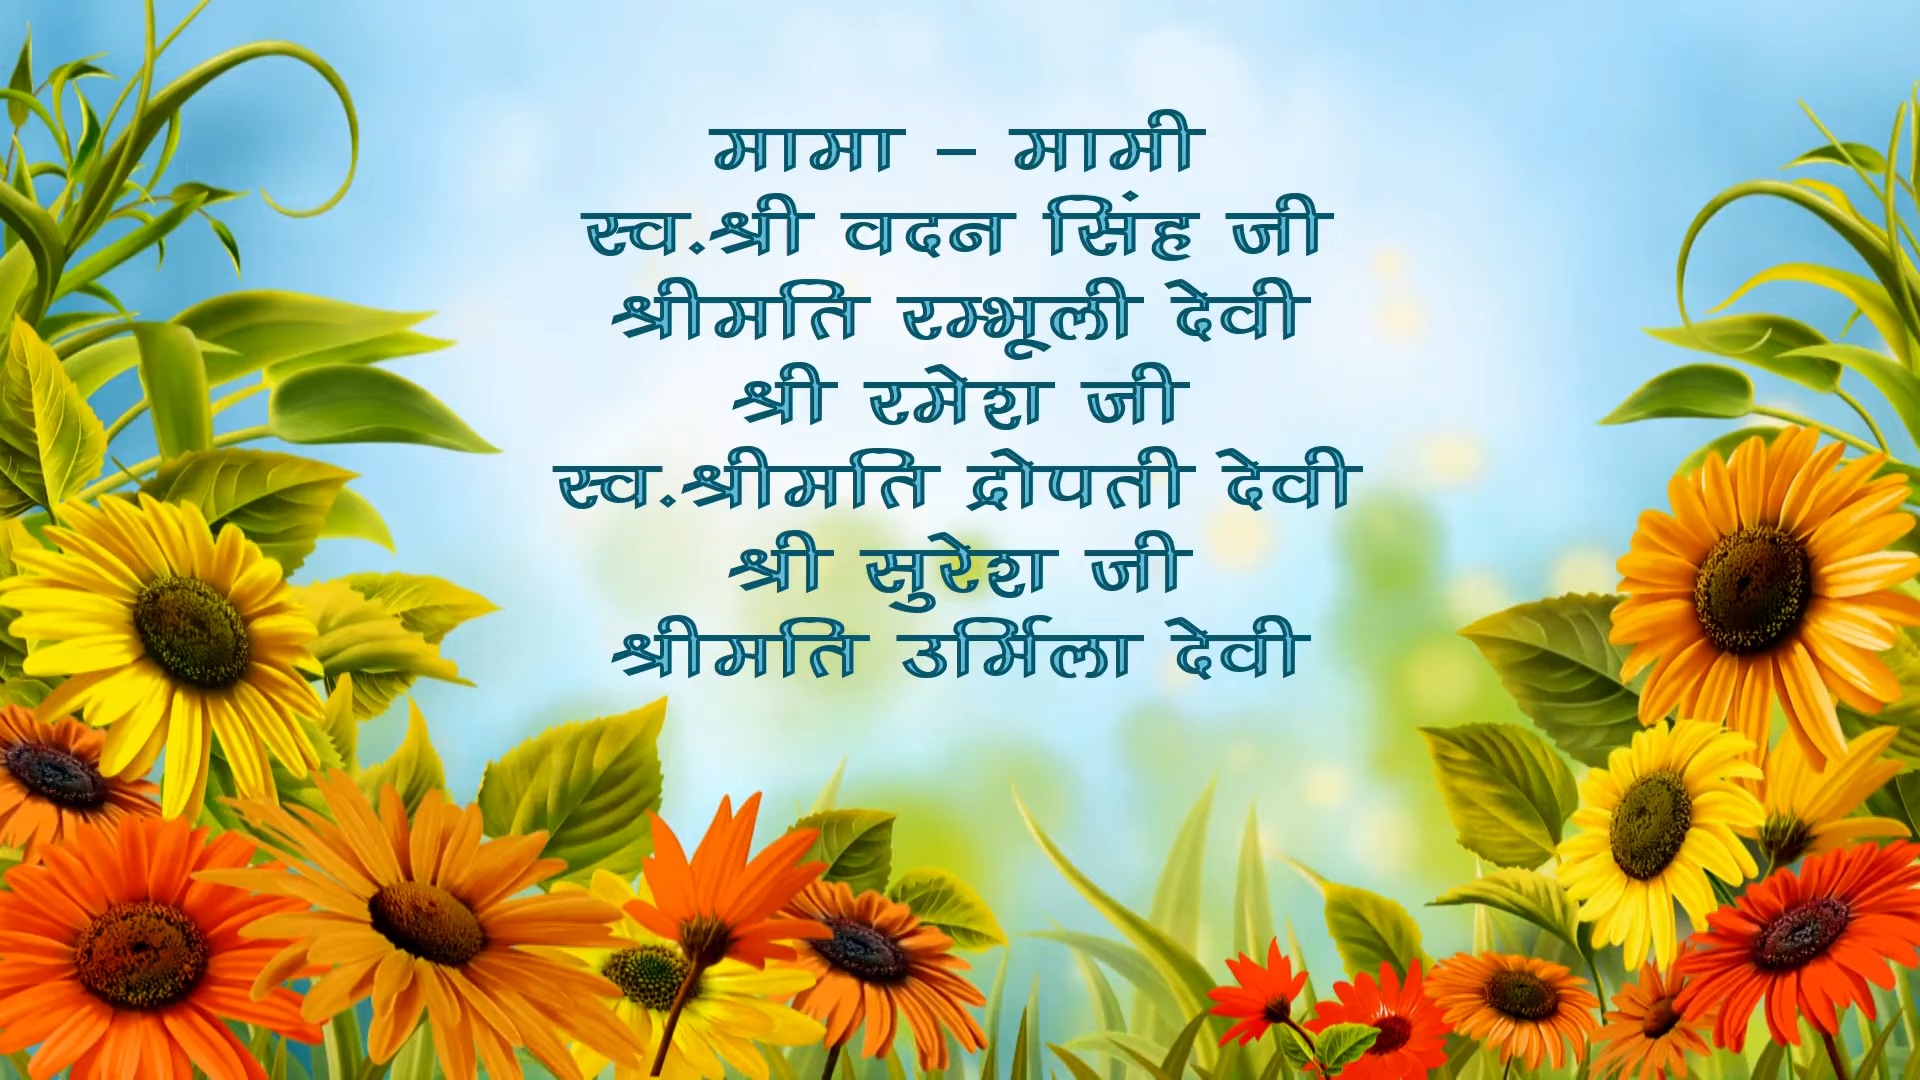 मामा - मामी
स्व.श्री वदन सिंह जी
श्रीमति रम्भूली देवी
श्री रमेश जी
स्व.श्रीमति द्रोपती देवी
श्री सुरेश जी
श्रीमति उर्मिला देवी